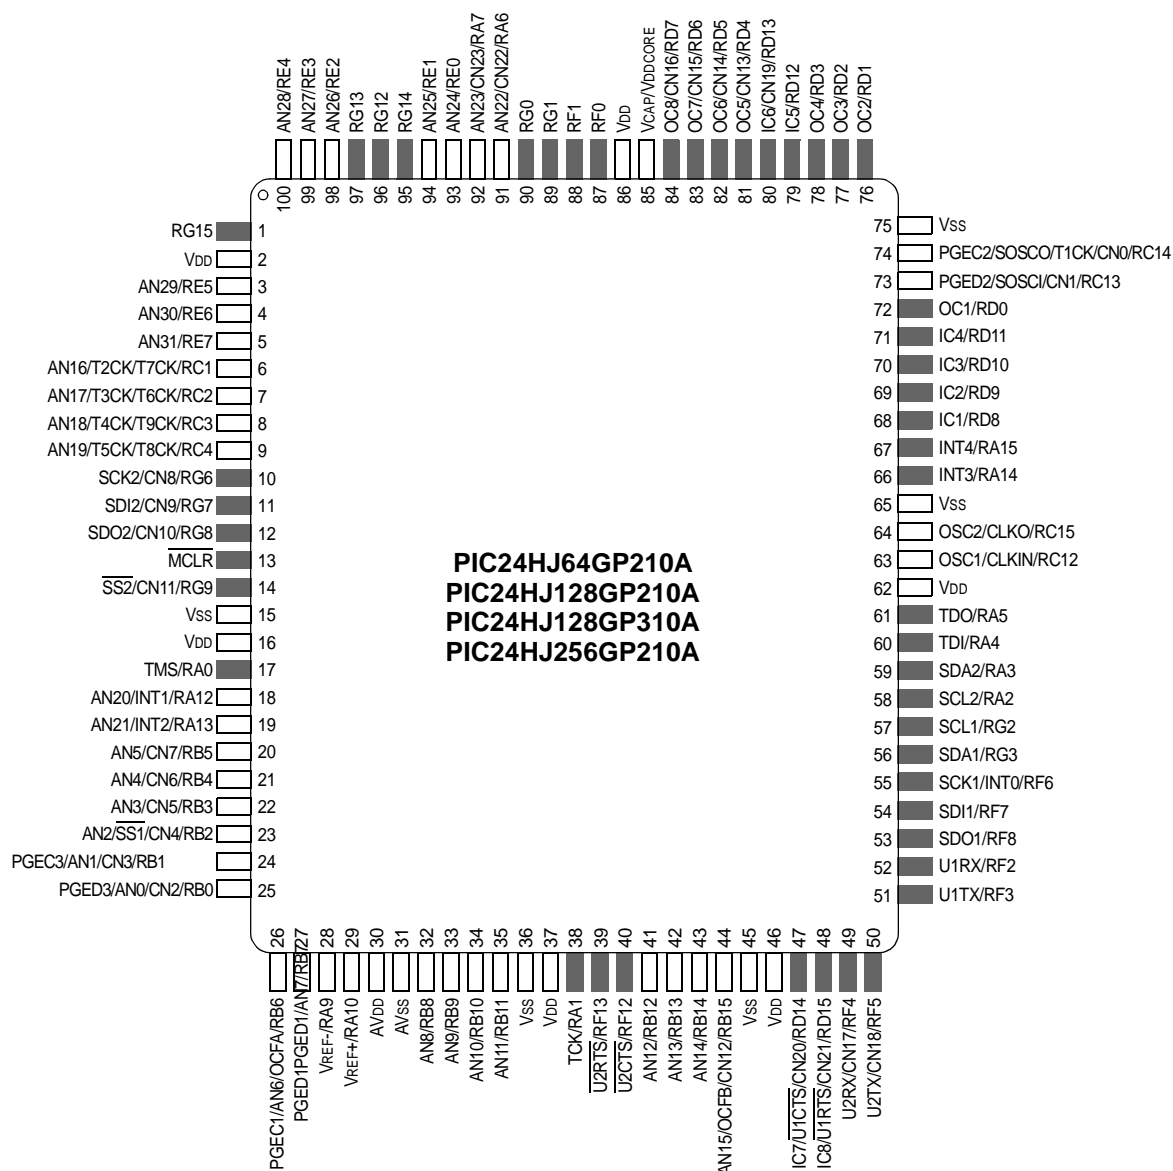 AN28/RE4
AN27/RE3
AN26/RE2
RG13
RG12
RG14
AN25/RE1
AN24/RE0
AN23/CN23/RA7
AN22/CN22/RA6
RG0
RG1
RF1
RF0
VDD
VCAP/VDDCORE
OC8/CN16/RD7
OC7/CN15/RD6
OC6/CN14/RD5
OC5/CN13/RD4
IC6/CN19/RD13
IC5/RD12
OC4/RD3
OC3/RD2
OC2/RD1
100
99
98
97
96
95
94
93
92
91
90
89
88
87
86
85
84
83
82
81
80
79
78
77
76
RG15 1
VDD 2
AN29/RE5 3
AN30/RE6 4
AN31/RE7 5
AN16/T2CK/T7CK/RC1 6
AN17/T3CK/T6CK/RC2 7
AN18/T4CK/T9CK/RC3 8
AN19/T5CK/T8CK/RC4 9
SCK2/CN8/RG6 10
SDI2/CN9/RG7 11
SDO2/CN10/RG8 12
MCLR 13
SS2/CN11/RG9 14
VSS 15
VDD 16
TMS/RA0 17
AN20/INT1/RA12 18
AN21/INT2/RA13 19
AN5/CN7/RB5 20
AN4/CN6/RB4 21
AN3/CN5/RB3 22
AN2/SS1/CN4/RB2 23
PGEC3/AN1/CN3/RB1 24
PGED3/AN0/CN2/RB0 25
PIC24HJ64GP210A
PIC24HJ128GP210A
PIC24HJ128GP310A
PIC24HJ256GP210A
75 VSS
74 PGEC2/SOSCO/T1CK/CN0/RC14
73 PGED2/SOSCI/CN1/RC13
72 OC1/RD0
71 IC4/RD11
70 IC3/RD10
69 IC2/RD9
68 IC1/RD8
67 INT4/RA15
66 INT3/RA14
65 VSS
64 OSC2/CLKO/RC15
63 OSC1/CLKIN/RC12
62 VDD
61 TDO/RA5
60 TDI/RA4
59 SDA2/RA3
58 SCL2/RA2
57 SCL1/RG2
56 SDA1/RG3
55 SCK1/INT0/RF6
54 SDI1/RF7
53 SDO1/RF8
52 U1RX/RF2
51 U1TX/RF3
26
27
28
29
30
31
32
33
34
35
36
37
38
39
40
41
42
43
44
45
46
47
48
49
50
PGEC1/AN6/OCFA/RB6
PGED1PGED1/AN7/RB7
VREF-/RA9
VREF+/RA10
AVDD
AVSS
AN8/RB8
AN9/RB9
AN10/RB10
AN11/RB11
VSS
VDD
TCK/RA1
U2RTS/RF13
U2CTS/RF12
AN12/RB12
AN13/RB13
AN14/RB14
AN15/OCFB/CN12/RB15
VSS
VDD
IC7/U1CTS/CN20/RD14
IC8/U1RTS/CN21/RD15
U2RX/CN17/RF4
U2TX/CN18/RF5